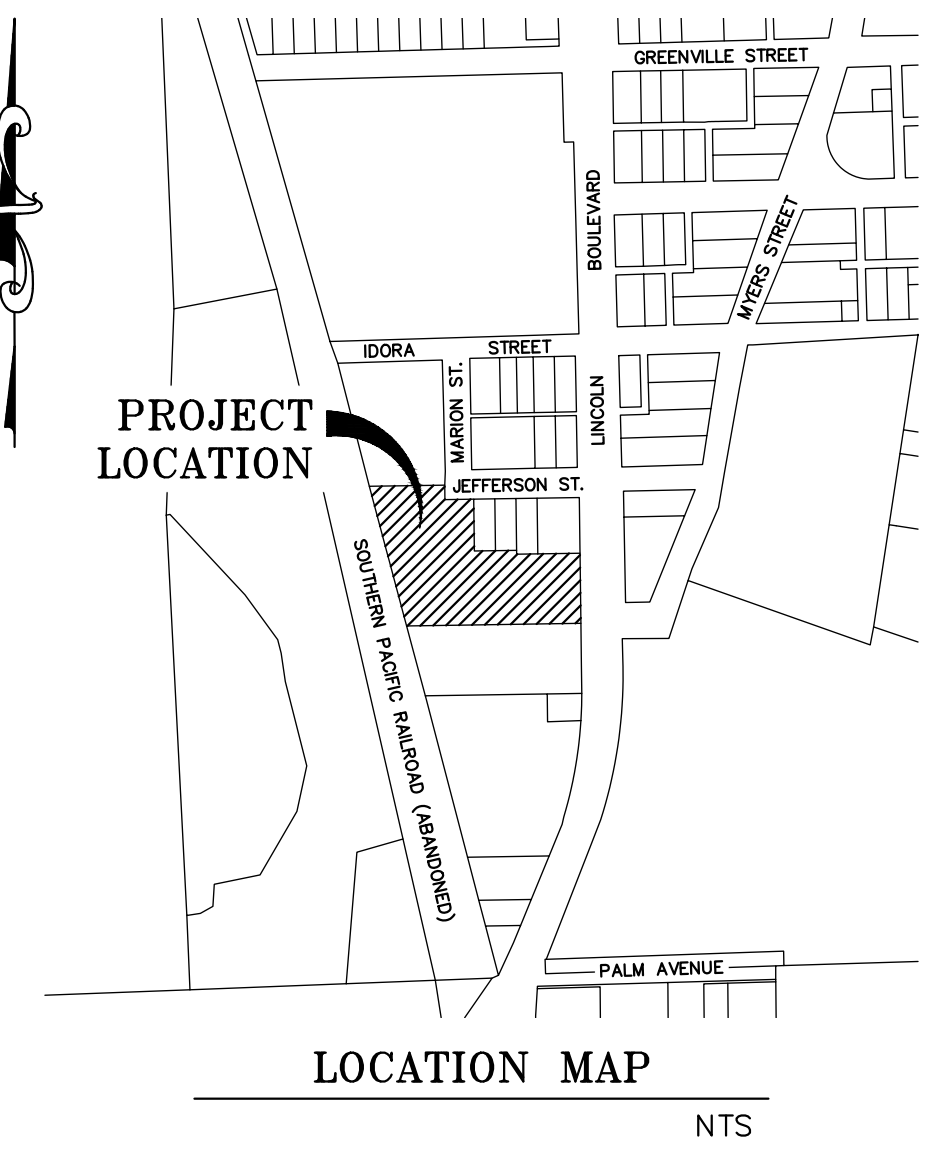 GREENVILLE STREET
BOULEVARD
MYERS STREET
IDORA STREET
MARION ST.
LINCOLN
PROJECT
LOCATION
JEFFERSON ST.
SOUTHERN PACIFIC RAILROAD (ABANDONED)
PALM AVENUE
LOCATION MAP
NTS